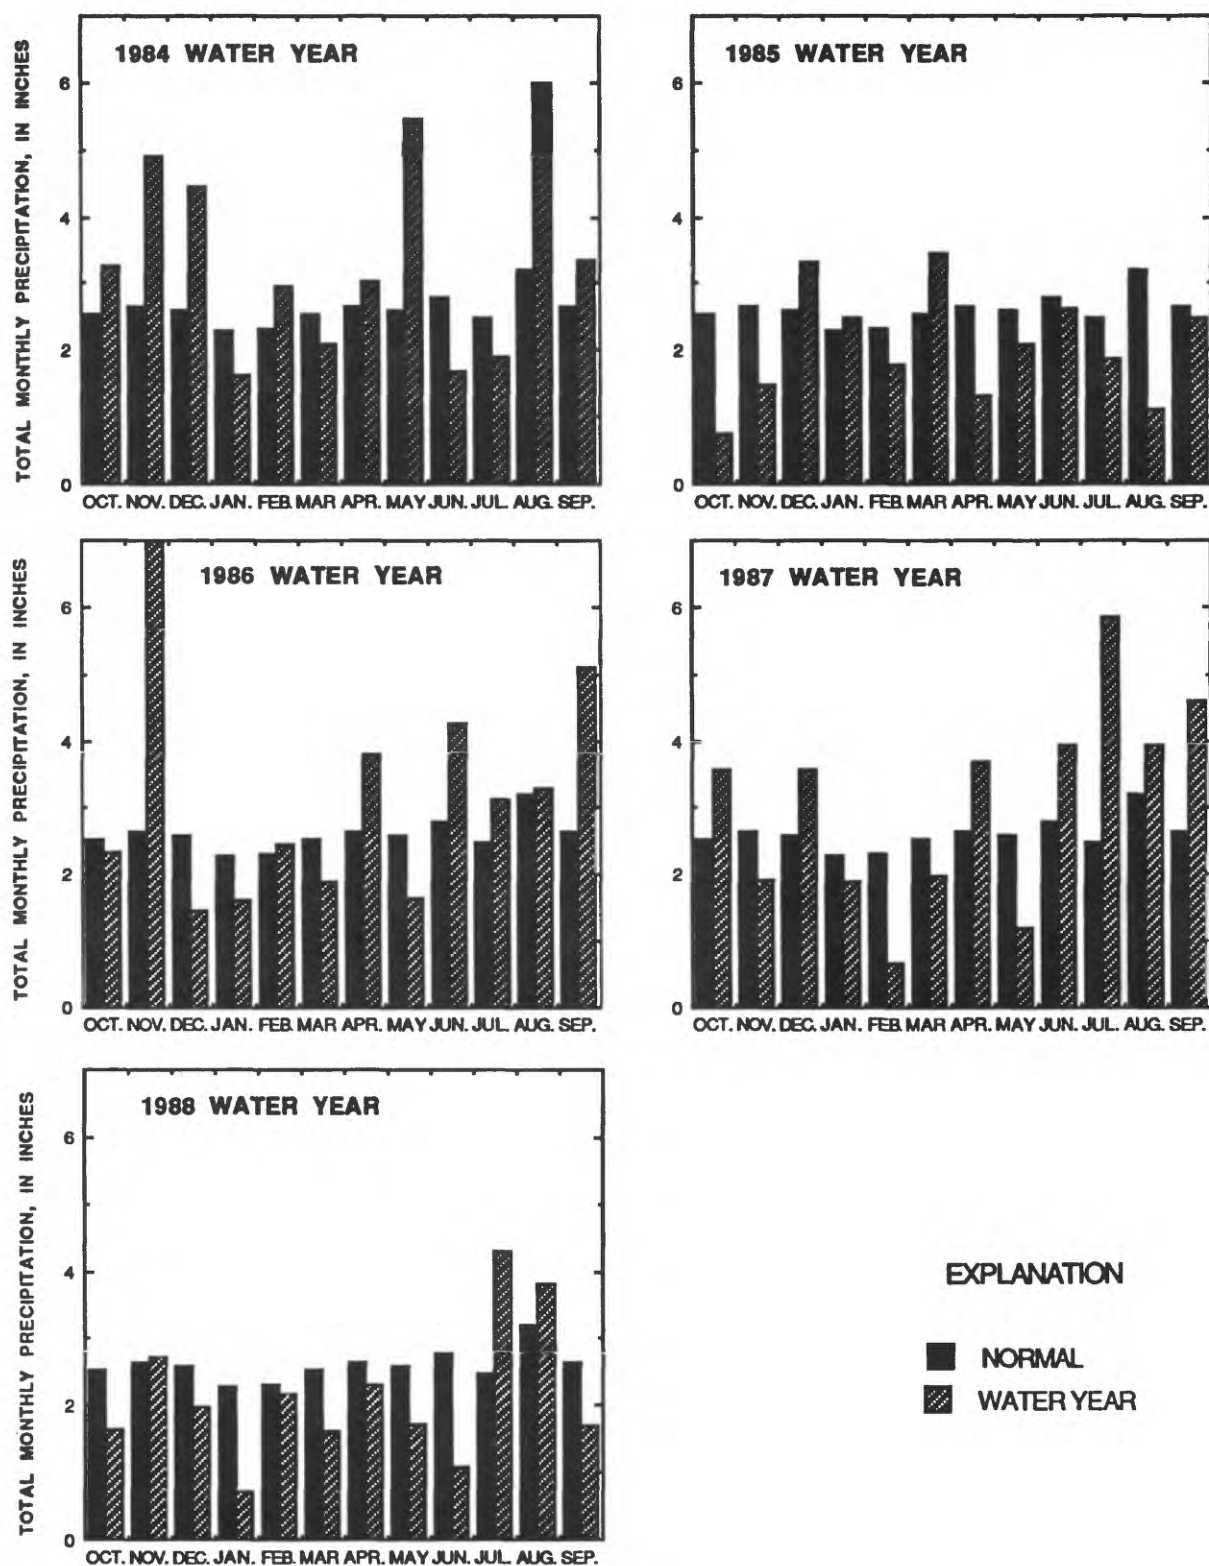 1984 WATER YEAR
TOTAL MONTHLY PRECIPITATION, IN INCHES
6
4
2
0
OCT. NOV. DEC. JAN. FEB. MAR APR. MAY JUN. JUL. AUG. SEP.
1985 WATER YEAR
6
4
2
0
OCT. NOV. DEC. JAN. FEB. MAR APR. MAY JUN. JUL. AUG. SEP.
1986 WATER YEAR
TOTAL MONTHLY PRECIPITATION, IN INCHES
6
4
2
0
OCT. NOV. DEC. JAN. FEB. MAR APR. MAY JUN. JUL. AUG. SEP.
1987 WATER YEAR
6
4
2
0
OCT. NOV. DEC. JAN. FEB. MAR APR. MAY JUN. JUL. AUG. SEP.
1988 WATER YEAR
TOTAL MONTHLY PRECIPITATION, IN INCHES
6
4
2
0
OCT. NOV. DEC. JAN. FEB. MAR APR. MAY JUN. JUL. AUG. SEP.
EXPLANATION
NORMAL
WATER YEAR